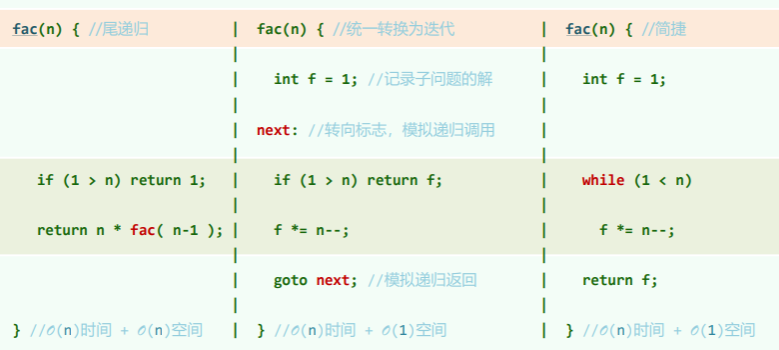 fac(n) { //尾递归 | fac(n) { //统一转换为迭代 | fac(n) { //简捷
| |
| int f = 1; //记录子问题的解 | int f = 1;
| |
| next: //转向标志，模拟递归调用 |
| |
if (1 > n) return 1; | if (1 > n) return f; | while (1 < n)
| |
return n * fac( n-1 ); | f *= n--; | f *= n--;
| |
| goto next; //模拟递归返回 | return f;
| |
} //O(n)时间 + O(n)空间 | } //O(n)时间 + O(1)空间 | } //O(n)时间 + O(1)空间